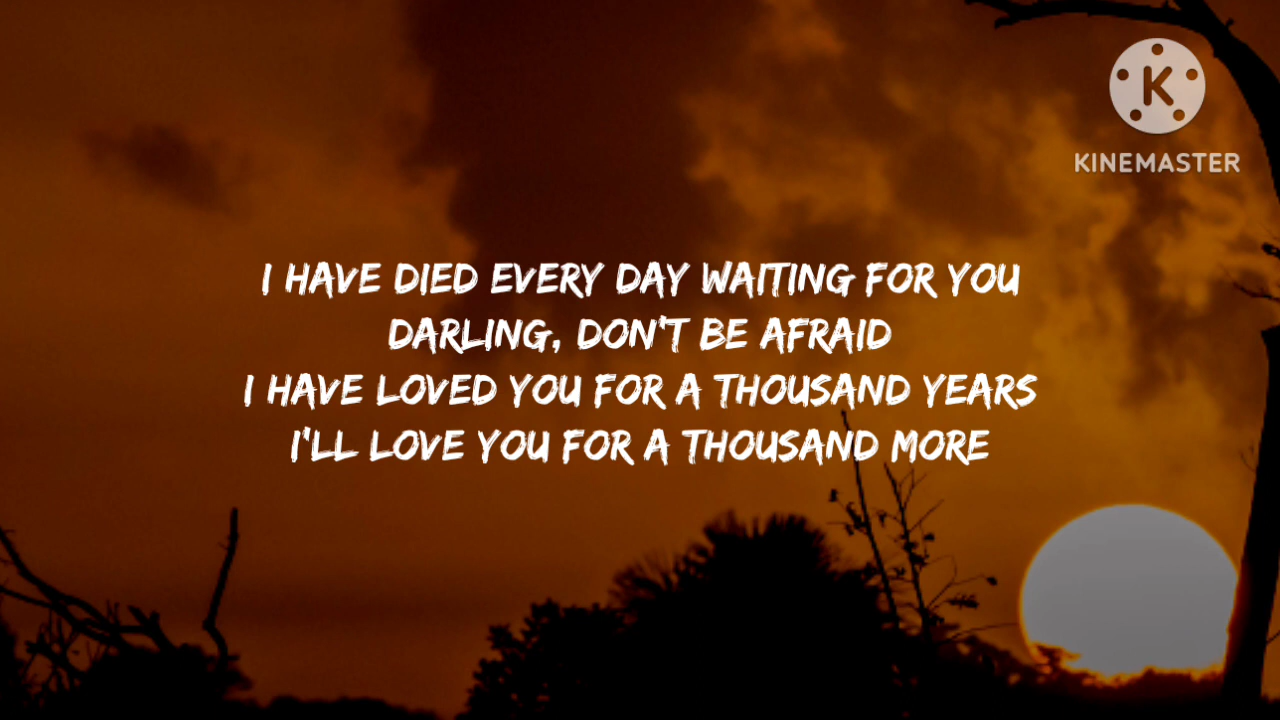 K
KINEMASTER
I HAVE DIED EVERY DAY WAITING FOR YOU
DARLING, DON'T BE AFRAID
I HAVE LOVED YOU FOR A THOUSAND YEARS
I'LL LOVE YOU FOR A THOUSAND MORE